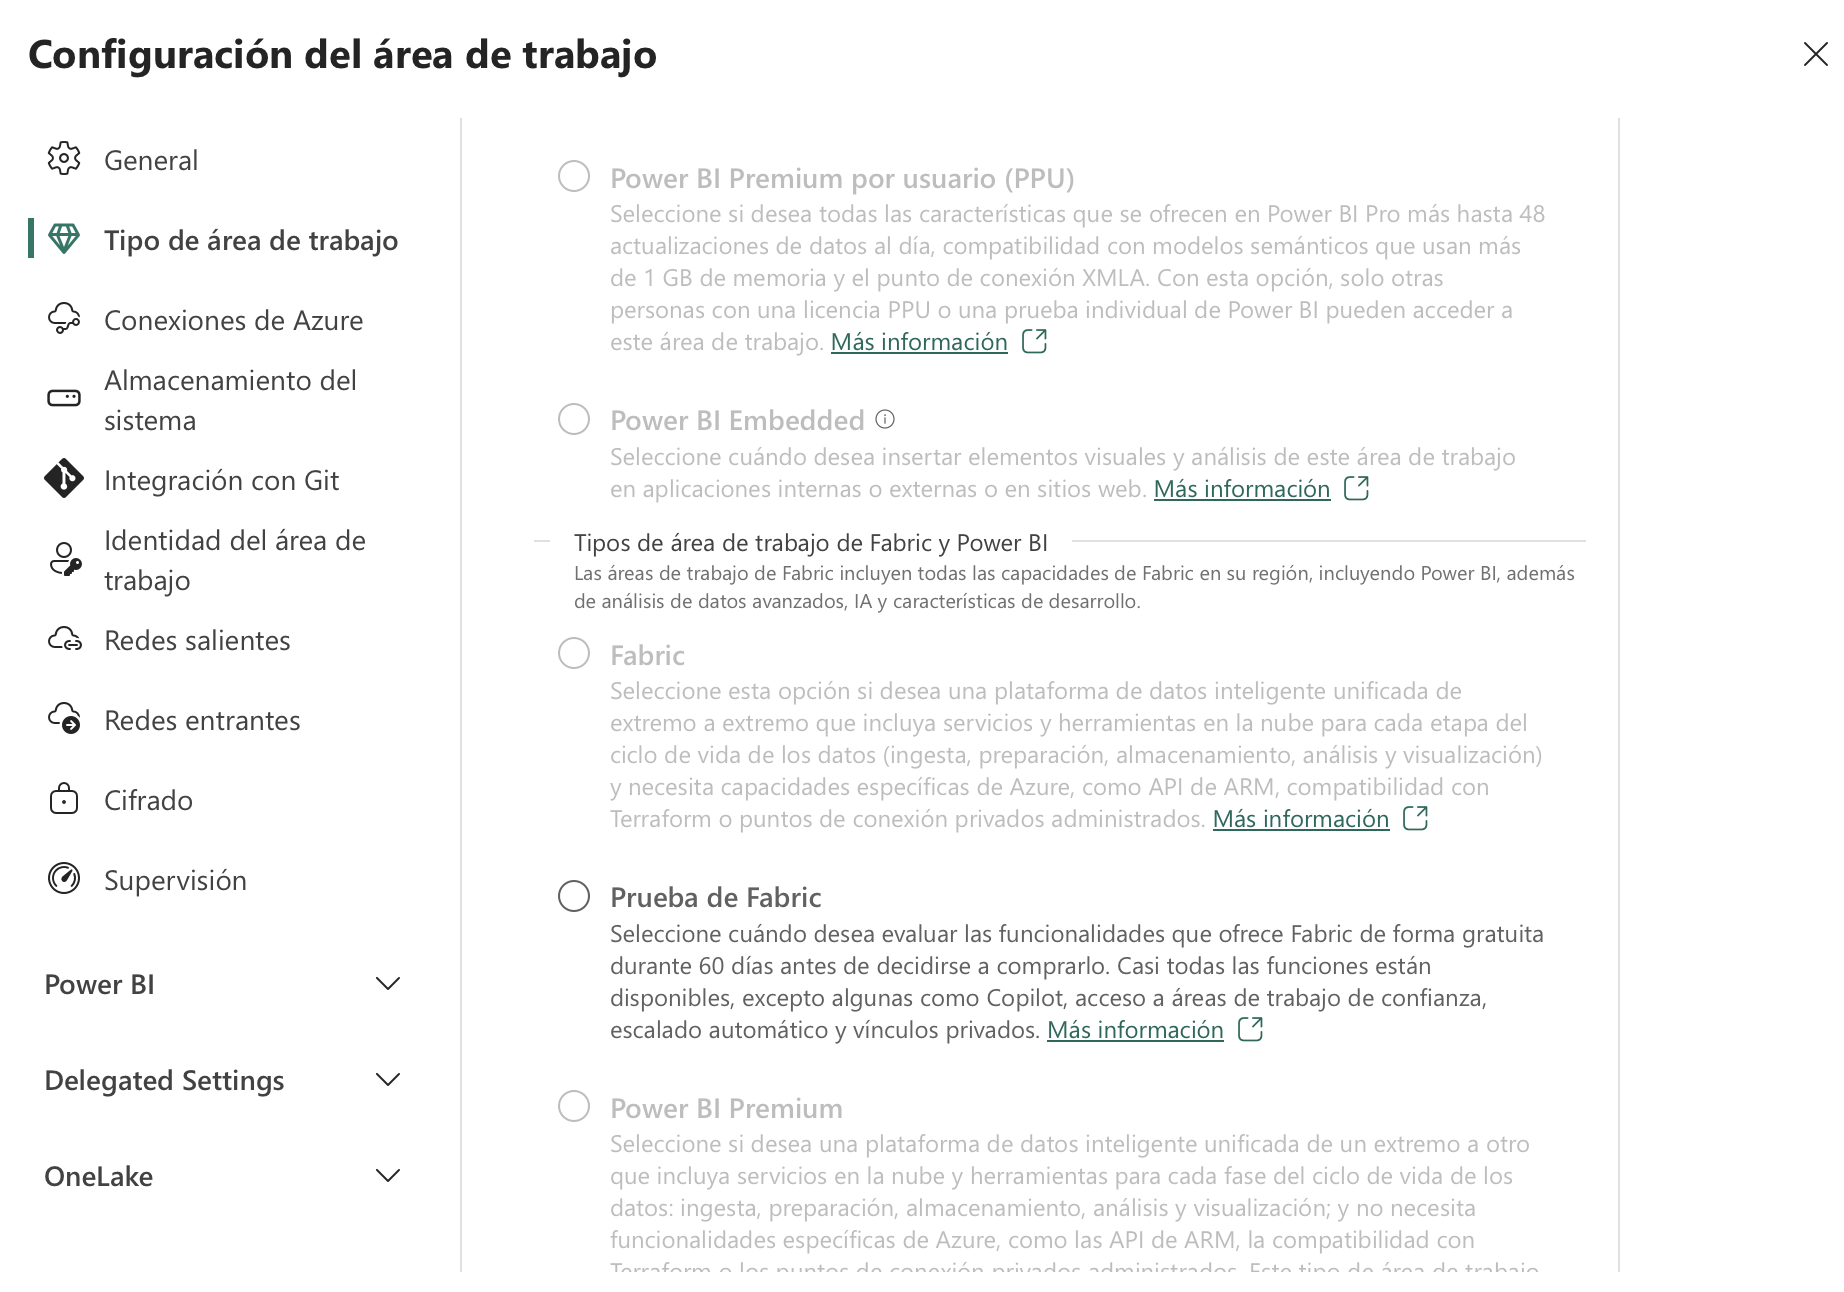 Configuración del área de trabajo
General
Tipo de área de trabajo
Conexiones de Azure
Almacenamiento del
sistema
Integración con Git
Identidad del área de
trabajo
Redes salientes
Redes entrantes
Cifrado
Supervisión
Power BI
Delegated Settings
OneLake
Power BI Premium por usuario (PPU)
Seleccione si desea todas las características que se ofrecen en Power BI Pro más hasta 48
actualizaciones de datos al día, compatibilidad con modelos semánticos que usan más
de 1 GB de memoria y el punto de conexión XMLA. Con esta opción, solo otras
personas con una licencia PPU o una prueba individual de Power BI pueden acceder a
este área de trabajo. Más información
Power BI Embedded
Seleccione cuándo desea insertar elementos visuales y análisis de este área de trabajo
en aplicaciones internas o externas o en sitios web. Más información
Tipos de área de trabajo de Fabric y Power BI
Las áreas de trabajo de Fabric incluyen todas las capacidades de Fabric en su región, incluyendo Power BI, además
de análisis de datos avanzados, IA y características de desarrollo.
Fabric
Seleccione esta opción si desea una plataforma de datos inteligente unificada de
extremo a extremo que incluya servicios y herramientas en la nube para cada etapa del
ciclo de vida de los datos (ingesta, preparación, almacenamiento, análisis y visualización)
y necesita capacidades específicas de Azure, como API de ARM, compatibilidad con
Terraform o puntos de conexión privados administrados. Más información
Prueba de Fabric
Seleccione cuándo desea evaluar las funcionalidades que ofrece Fabric de forma gratuita
durante 60 días antes de decidirse a comprarlo. Casi todas las funciones están
disponibles, excepto algunas como Copilot, acceso a áreas de trabajo de confianza,
escalado automático y vínculos privados. Más información
Power BI Premium
Seleccione si desea una plataforma de datos inteligente unificada de un extremo a otro
que incluya servicios en la nube y herramientas para cada fase del ciclo de vida de los
datos: ingesta, preparación, almacenamiento, análisis y visualización; y no necesita
funcionalidades específicas de Azure, como las API de ARM, la compatibilidad con
Terraform o los puntos de conexión privados administrados. Este tipo de área de trabajo